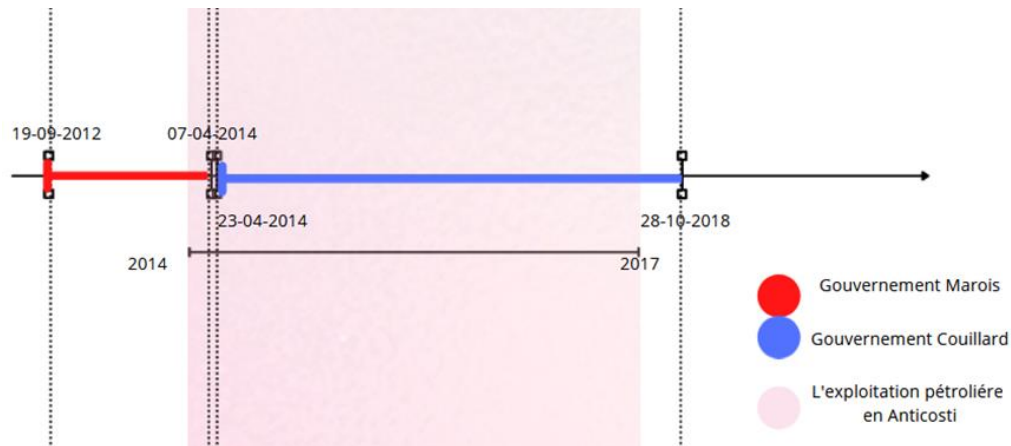 19-09-2012
07-04-2014
23-04-2014
28-10-2018
2014
2017
Gouvernement Marois
Gouvernement Couillard
L'exploitation pétroliére
en Anticosti